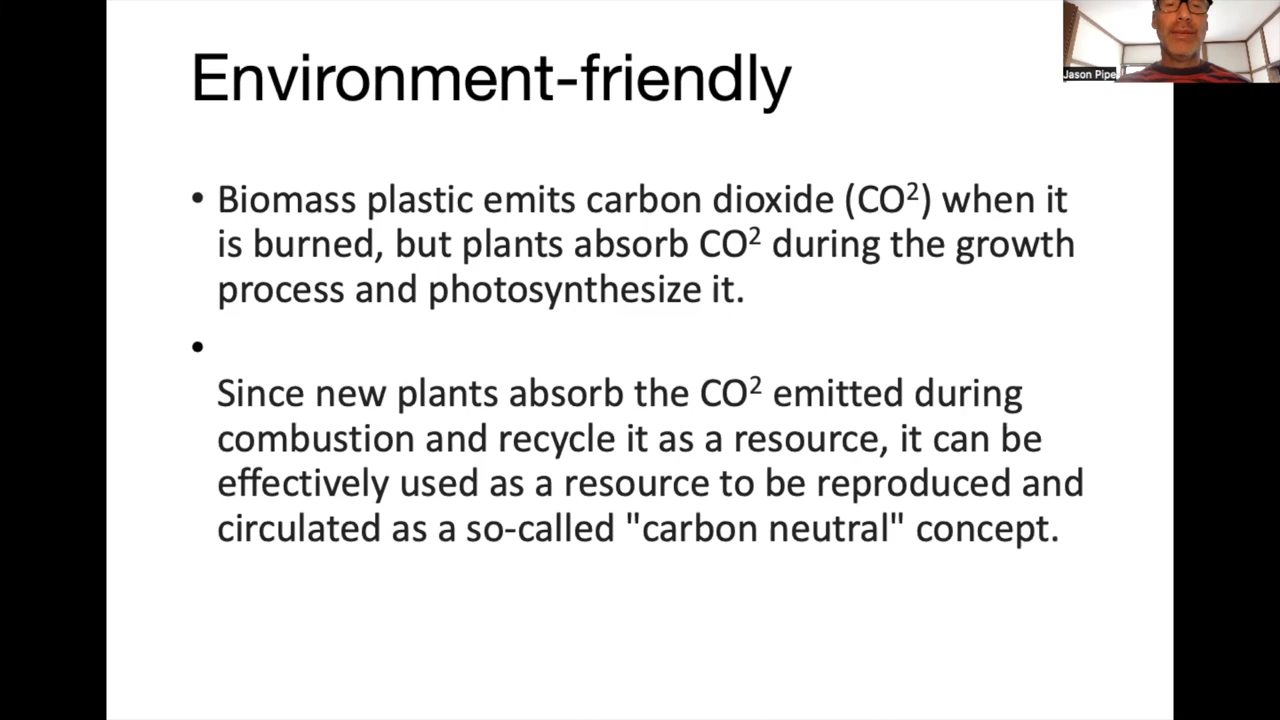 Environment-friendly
Jason Pipe
• Biomass plastic emits carbon dioxide (CO²) when it
is burned, but plants absorb CO² during the growth
process and photosynthesize it.
•
Since new plants absorb the CO² emitted during
combustion and recycle it as a resource, it can be
effectively used as a resource to be reproduced and
circulated as a so-called "carbon neutral" concept.